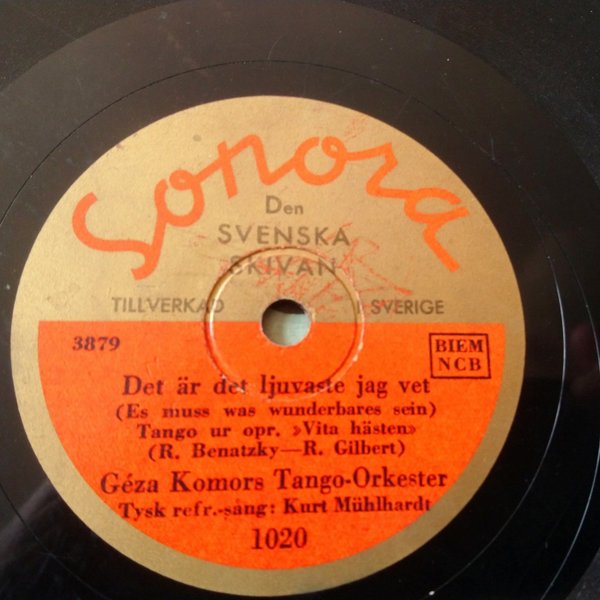 Sonora
Den
SVENSKA
SKIVAN
TILLVERKAD I SVERIGE
3879
BIEM
NCB
Det är det ljuvaste jag vet
(Es muss was wunderbares sein)
Tango ur opr. »Vita hästen»
(R. Benatzky—R. Gilbert)
Géza Komors Tango-Orkester
Tysk refr.-sång: Kurt Mühlhardt
1020